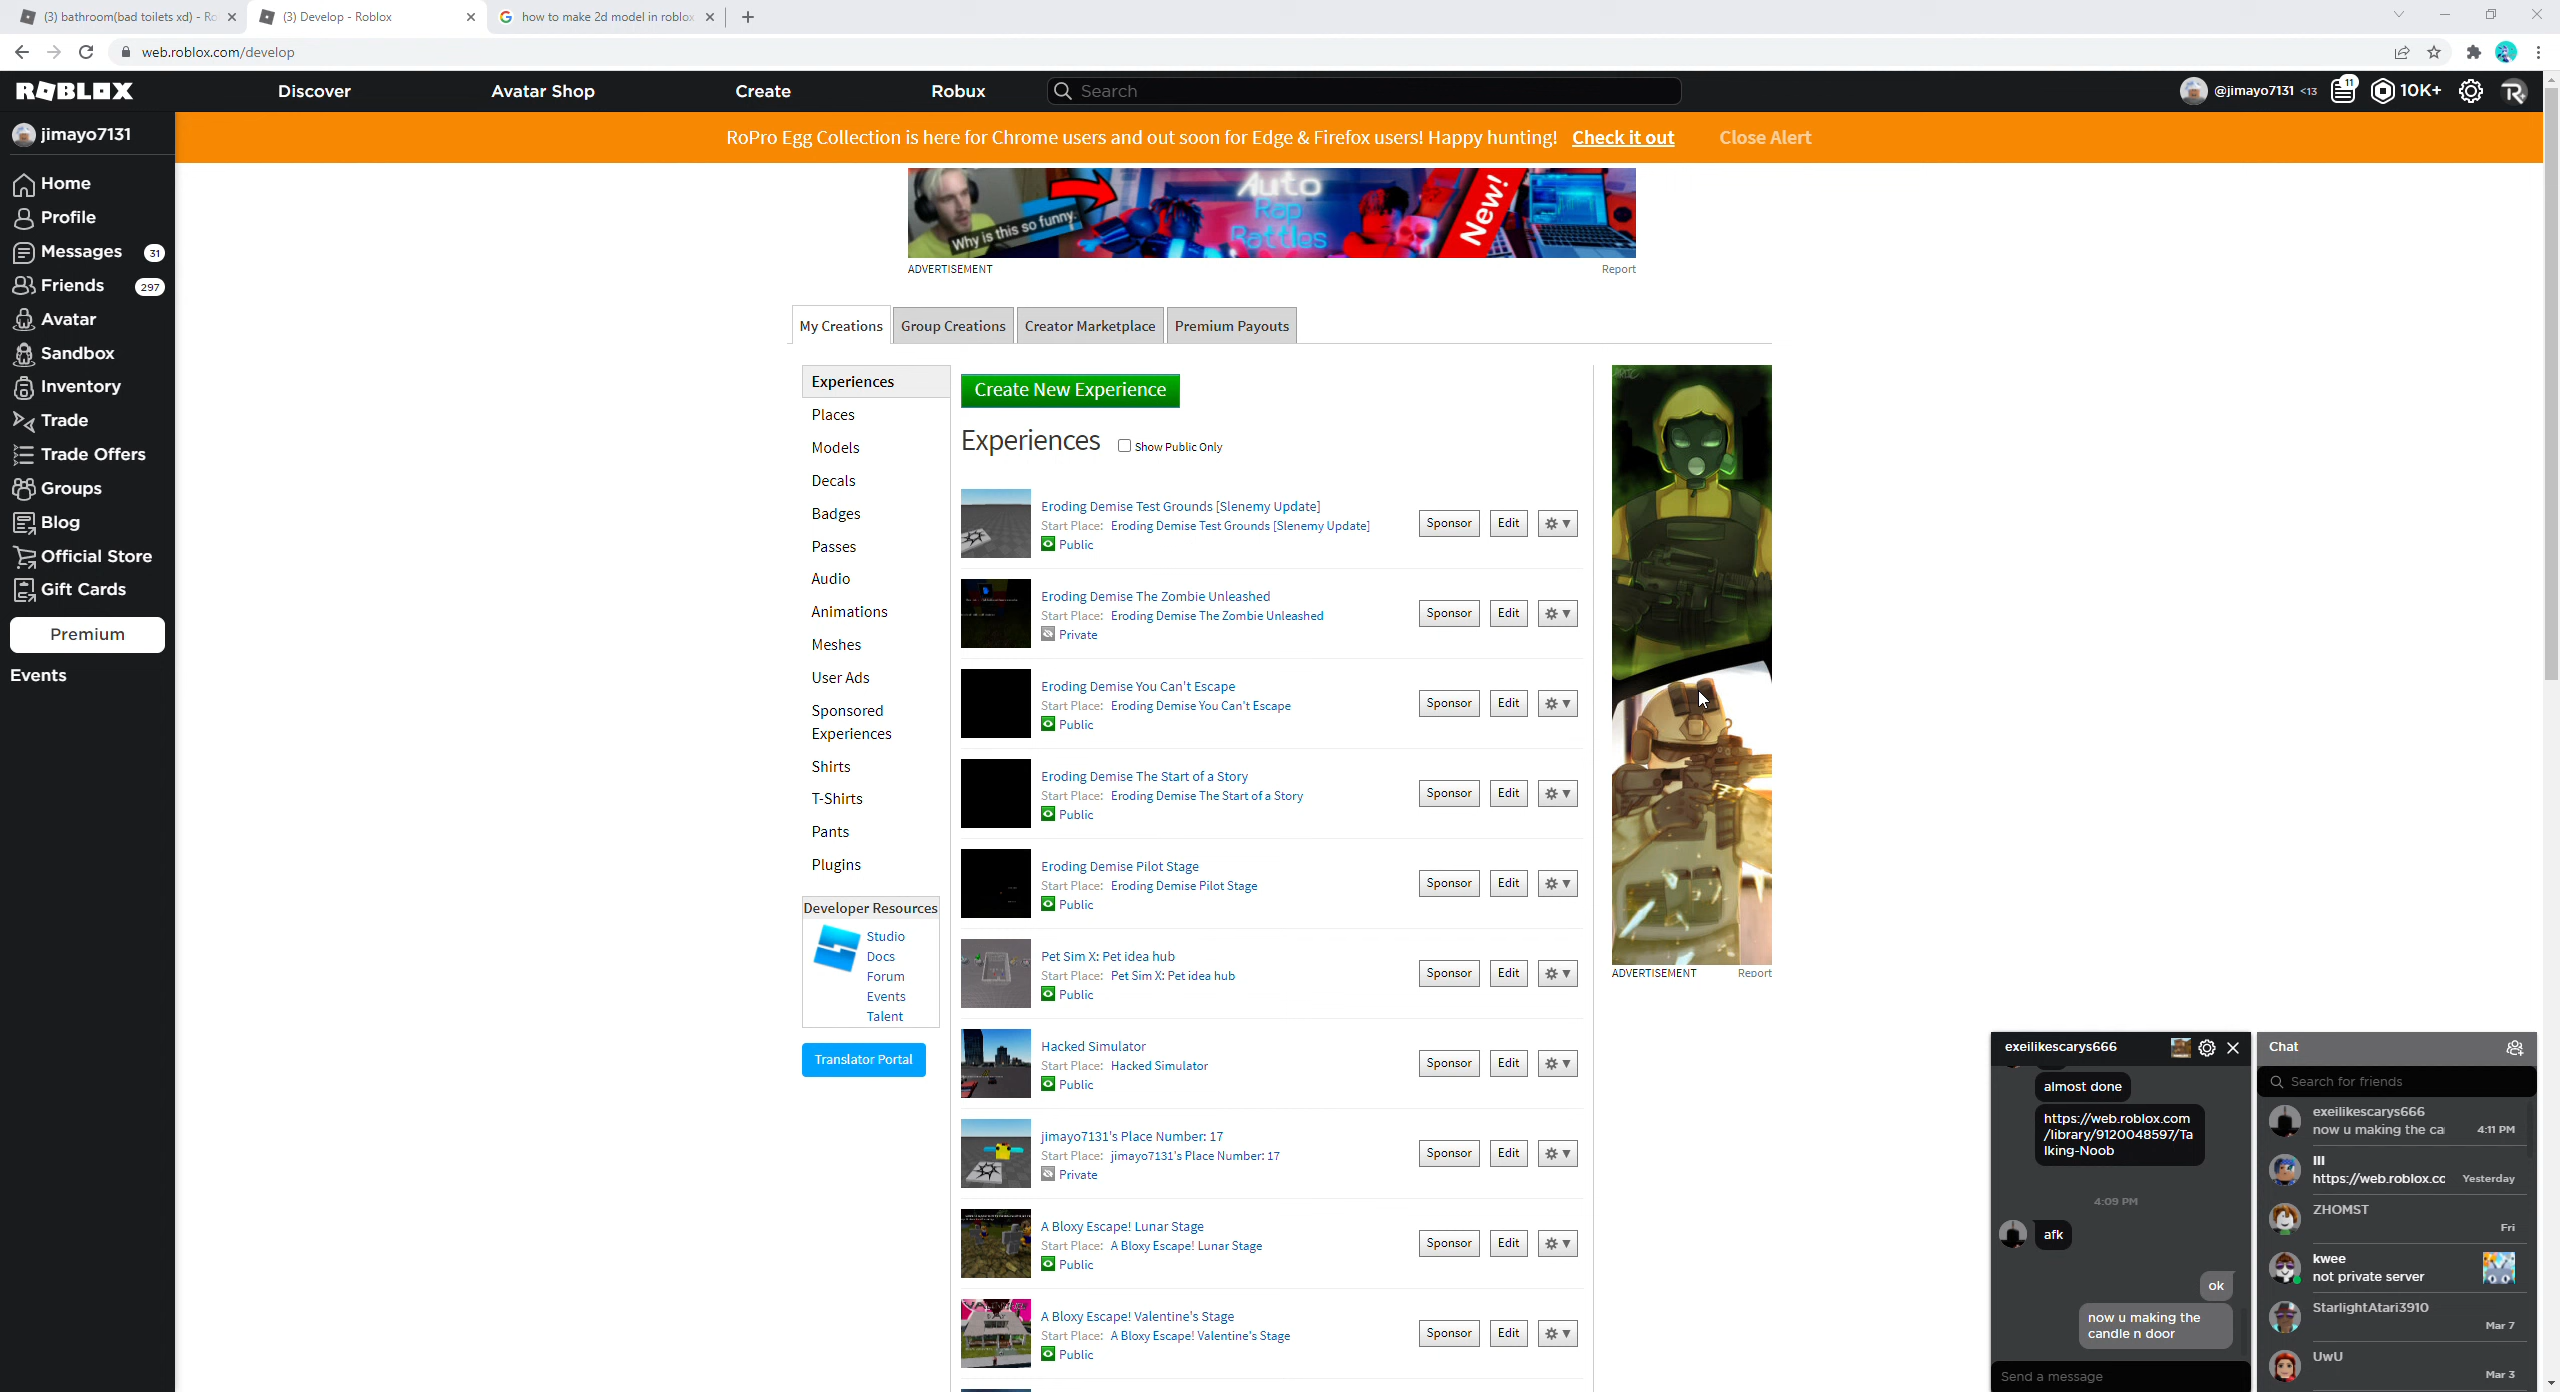 (3) bathroom(bad toilets xd) - Ro
(3) Develop - Roblox
how to make 2d model in roblox
web.roblox.com/develop
ROBLOX
Discover
Avatar Shop
Create
Robux
Search
@jimayo7131 <13
11
10K+
jimayo7131
RoPro Egg Collection is here for Chrome users and out soon for Edge & Firefox users! Happy hunting! Check it out Close Alert
Home
Profile
Messages 31
Friends 297
Avatar
Sandbox
Inventory
Trade
Trade Offers
Groups
Blog
Official Store
Gift Cards
Premium
Events
Why is this so funny.
Auto
Rap
Battles
New!
ADVERTISEMENT
Report
My Creations
Group Creations
Creator Marketplace
Premium Payouts
Experiences
Places
Models
Decals
Badges
Passes
Audio
Animations
Meshes
User Ads
Sponsored
Experiences
Shirts
T-Shirts
Pants
Plugins
Developer Resources
Studio
Docs
Forum
Events
Talent
Translator Portal
Create New Experience
Experiences
Show Public Only
Eroding Demise Test Grounds [Slenemy Update]
Start Place: Eroding Demise Test Grounds [Slenemy Update]
Public
Sponsor
Edit
Eroding Demise The Zombie Unleashed
Start Place: Eroding Demise The Zombie Unleashed
Private
Sponsor
Edit
Eroding Demise You Can't Escape
Start Place: Eroding Demise You Can't Escape
Public
Sponsor
Edit
Eroding Demise The Start of a Story
Start Place: Eroding Demise The Start of a Story
Public
Sponsor
Edit
Eroding Demise Pilot Stage
Start Place: Eroding Demise Pilot Stage
Public
Sponsor
Edit
Pet Sim X: Pet idea hub
Start Place: Pet Sim X: Pet idea hub
Public
Sponsor
Edit
Hacked Simulator
Start Place: Hacked Simulator
Public
Sponsor
Edit
jimayo7131's Place Number: 17
Start Place: jimayo7131's Place Number: 17
Private
Sponsor
Edit
A Bloxy Escape! Lunar Stage
Start Place: A Bloxy Escape! Lunar Stage
Public
Sponsor
Edit
A Bloxy Escape! Valentine's Stage
Start Place: A Bloxy Escape! Valentine's Stage
Public
Sponsor
Edit
ADVERTISEMENT
Report
exeilikescarys666
almost done
https://web.roblox.com
/library/9120048597/Ta
lking-Noob
4:09 PM
afk
ok
now u making the
candle n door
Send a message
Chat
Search for friends
exeilikescarys666
now u making the ca
4:11 PM
III
https://web.roblox.cc
Yesterday
ZHOMST
Fri
kwee
not private server
StarlightAtari3910
Mar 7
UwU
Mar 3